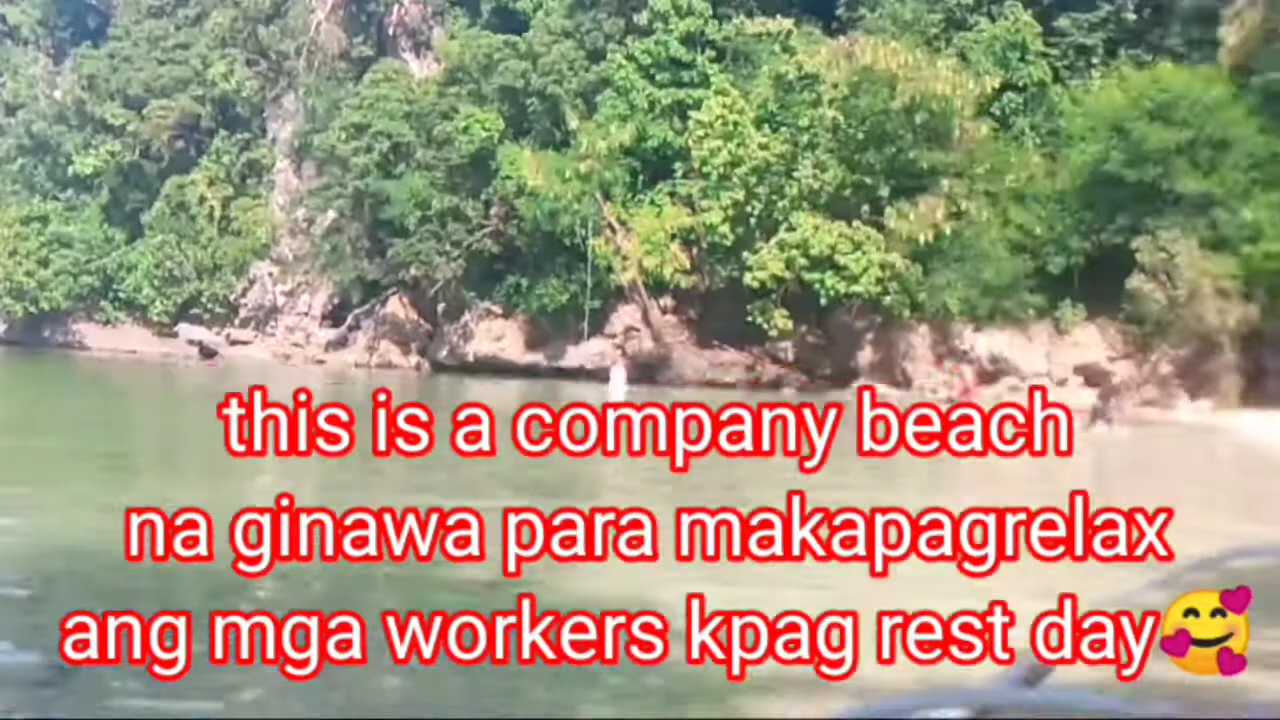 this is a company beach
na ginawa para makapagrelax
ang mga workers kpag rest day🥰